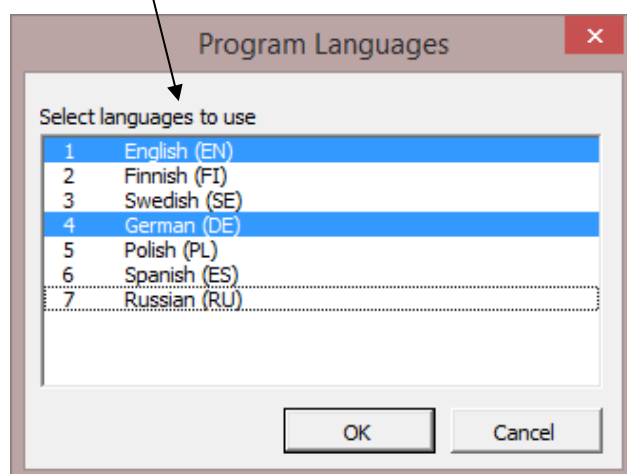 Program Languages
Select languages to use
1 English (EN)
2 Finnish (FI)
3 Swedish (SE)
4 German (DE)
5 Polish (PL)
6 Spanish (ES)
7 Russian (RU)
OK Cancel